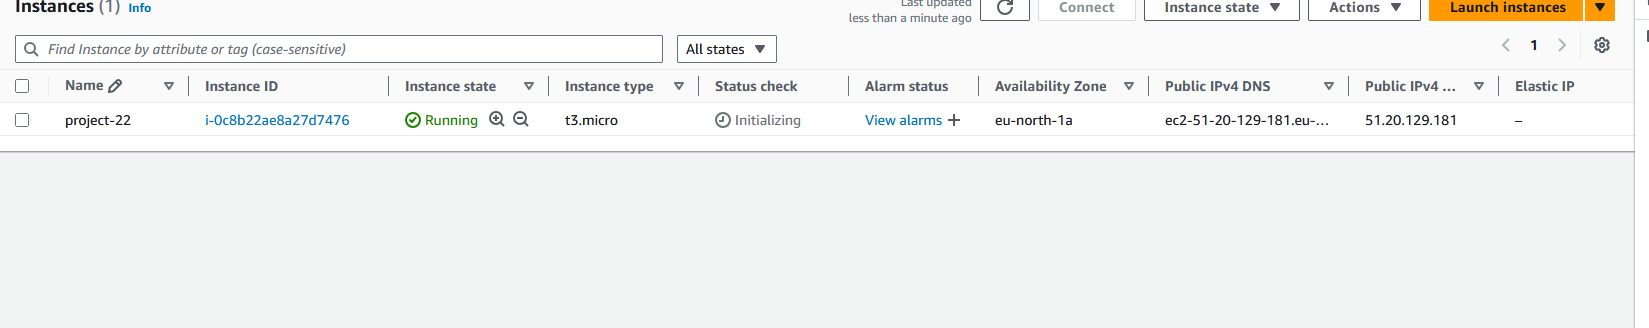 Instances (1) Info
Last updated
less than a minute ago
Connect
Instance state
Actions
Launch instances
Find Instance by attribute or tag (case-sensitive)
All states
1
Name Instance ID Instance state Instance type Status check Alarm status Availability Zone Public IPv4 DNS Public IPv4 ... Elastic IP
project-22 i-0c8b22ae8a27d7476 Running t3.micro Initializing View alarms + eu-north-1a ec2-51-20-129-181.eu-... 51.20.129.181 –